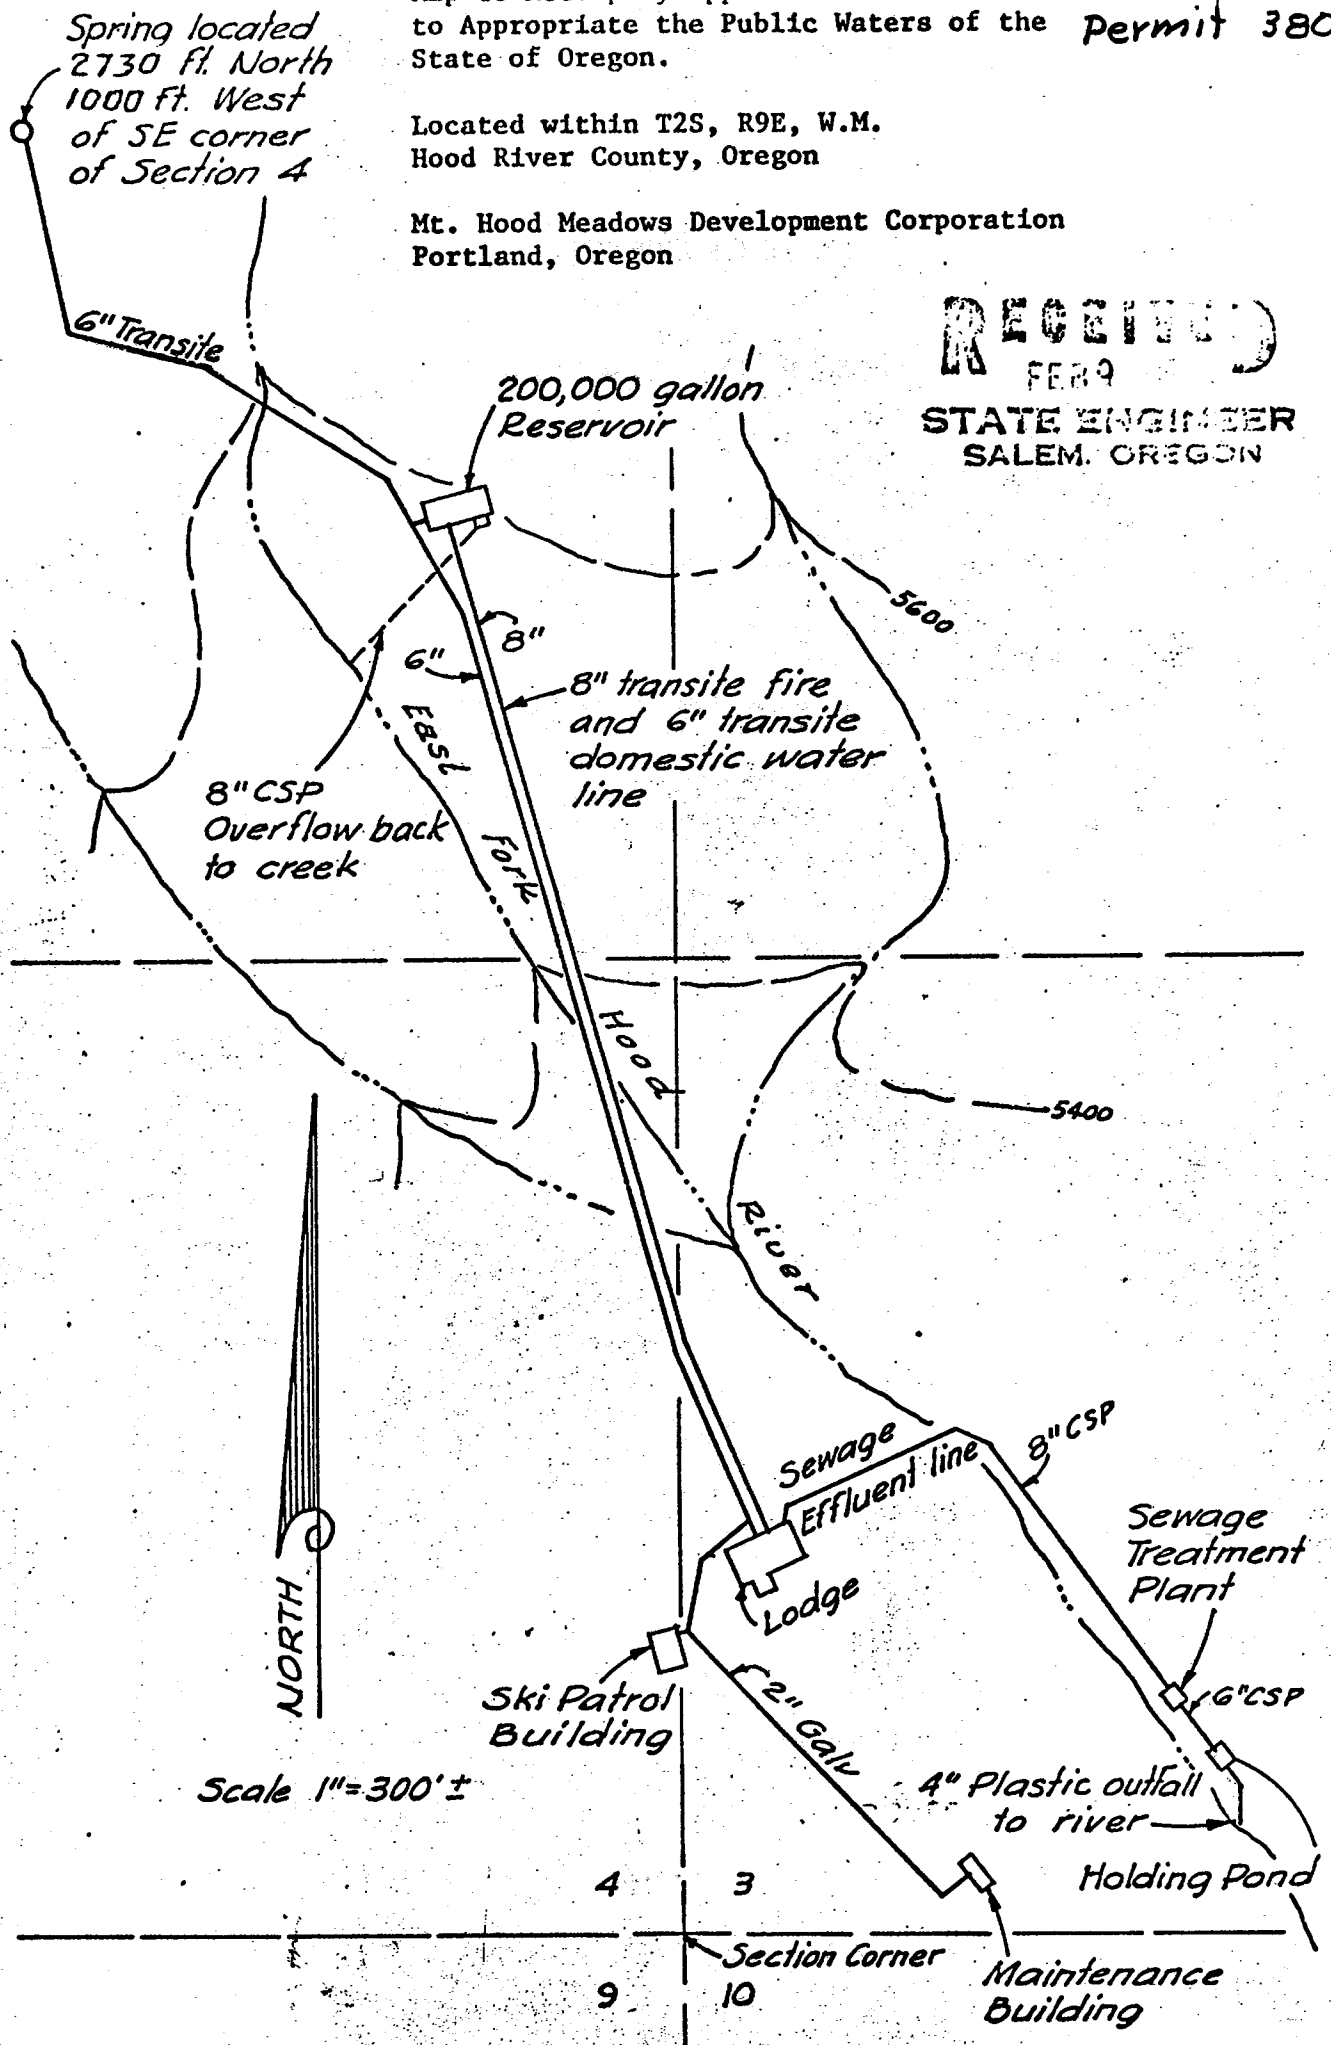 Spring located
2730 ft. North
1000 ft. West
of SE corner
of Section 4
to Appropriate the Public Waters of the
State of Oregon.
Permit 380
Located within T2S, R9E, W.M.
Hood River County, Oregon
Mt. Hood Meadows Development Corporation
Portland, Oregon
RECEIVED
FEB 9
STATE ENGINEER
SALEM. OREGON
6" Transite
200,000 gallon
Reservoir
5600
8"
6"
8" transite fire
and 6" transite
domestic water
line
East
Fork
Hood
River
8" CSP
Overflow back
to creek
5400
Sewage
Effluent line
8" CSP
Sewage
Treatment
Plant
Lodge
NORTH
Ski Patrol
Building
2" Galv
6" CSP
Scale 1"=300' ±
4" Plastic outfall
to river
Holding Pond
4
3
Section Corner
9
10
Maintenance
Building